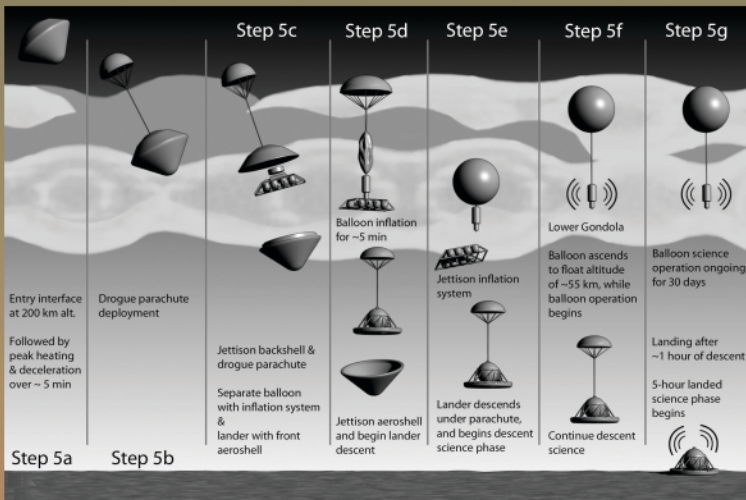 Step 5c
Step 5d
Step 5e
Step 5f
Step 5g
Entry interface
at 200 km alt.
Followed by
peak heating
& deceleration
over ~ 5 min
Step 5a
Drogue parachute
deployment
Step 5b
Jettison backshell &
drogue parachute
Separate balloon
with inflation system
&
lander with front
aeroshell
Balloon inflation
for ~5 min
Jettison aeroshell
and begin lander
descent
Jettison inflation
system
Lander descends
under parachute,
and begins descent
science phase
Lower Gondola
Balloon ascends
to float altitude
of ~55 km, while
balloon operation
begins
Continue descent
science
Balloon science
operation ongoing
for 30 days
Landing after
~1 hour of descent
5-hour landed
science phase
begins